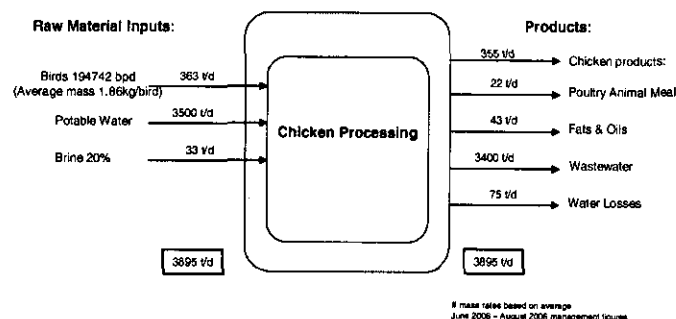 Raw Material Inputs:
Products:
Birds 194742 bpd
(Average mass 1.86kg/bird)
363 t/d
Potable Water
3500 t/d
Brine 20%
33 t/d
Chicken Processing
355 t/d
Chicken products:
22 t/d
Poultry Animal Meal
43 t/d
Fats & Oils
3400 t/d
Wastewater
75 t/d
Water Losses
3895 t/d
3895 t/d
# mass rates based on average
June 2006 – August 2006 management figures